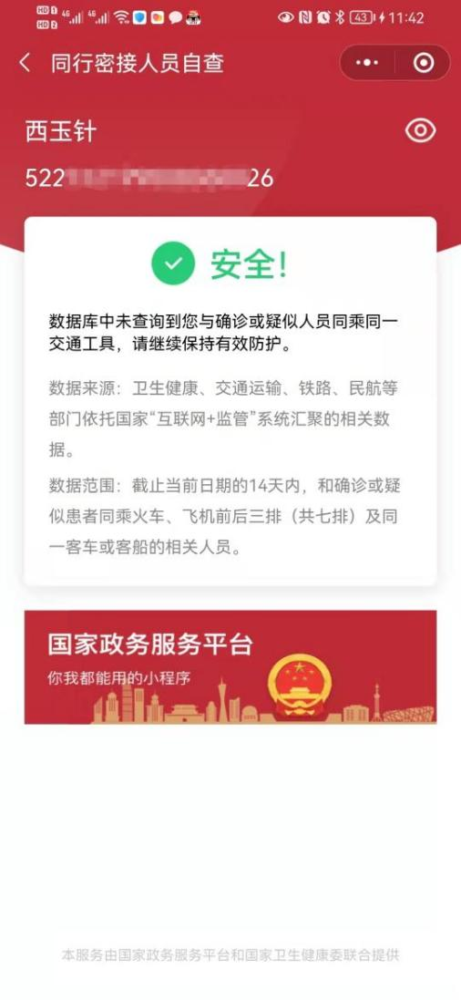 11:42
同行密接人员自查
西玉针
522
26
安全!
数据库中未查询到您与确诊或疑似人员同乘同一
交通工具，请继续保持有效防护。
数据来源：卫生健康、交通运输、铁路、民航等
部门依托国家“互联网+监管”系统汇聚的相关数
据。
数据范围：截止当前日期的14天内，和确诊或疑
似患者同乘火车、飞机前后三排（共七排）及同
一客车或客船的相关人员。
国家政务服务平台
你我都能用的小程序
本服务由国家政务服务平台和国家卫生健康委联合提供